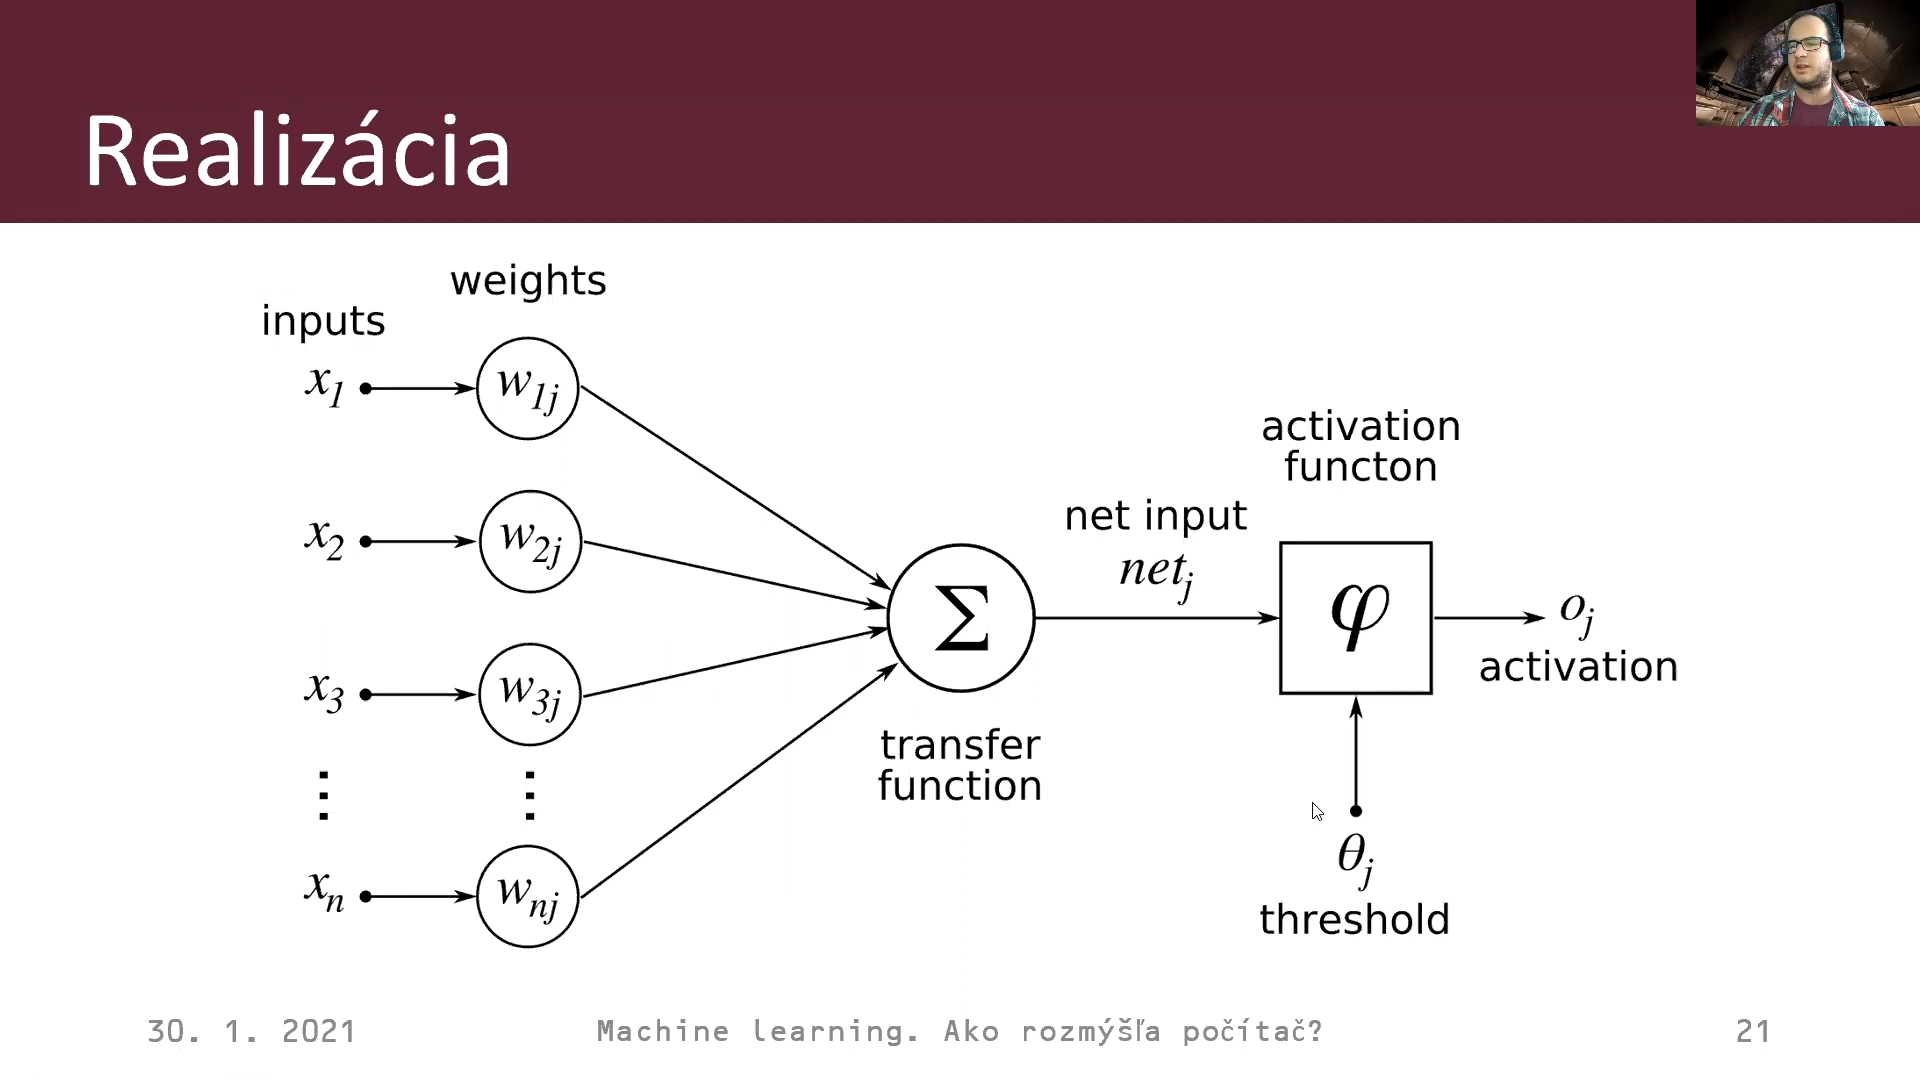 Realizácia
weights
inputs
x1
w1j
x2
w2j
x3
w3j
⋮
⋮
xn
wnj
Σ
transfer
function
net input
netj
activation
functon
φ
oj
activation
θj
threshold
30. 1. 2021
Machine learning. Ako rozmýšľa počítač?
21